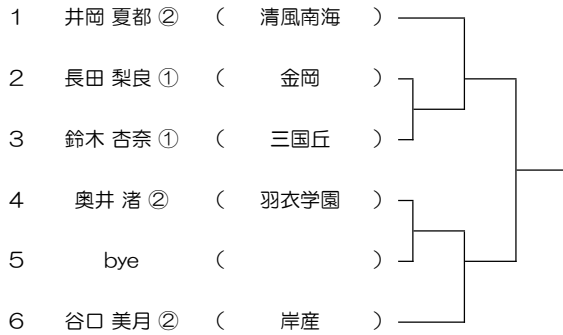 1 井岡 夏都 ② ( 清風南海 )
2 長田 梨良 ① ( 金岡 )
3 鈴木 杏奈 ① ( 三国丘 )
4 奥井 渚 ② ( 羽衣学園 )
5 bye ( )
6 谷口 美月 ② ( 岸産 )